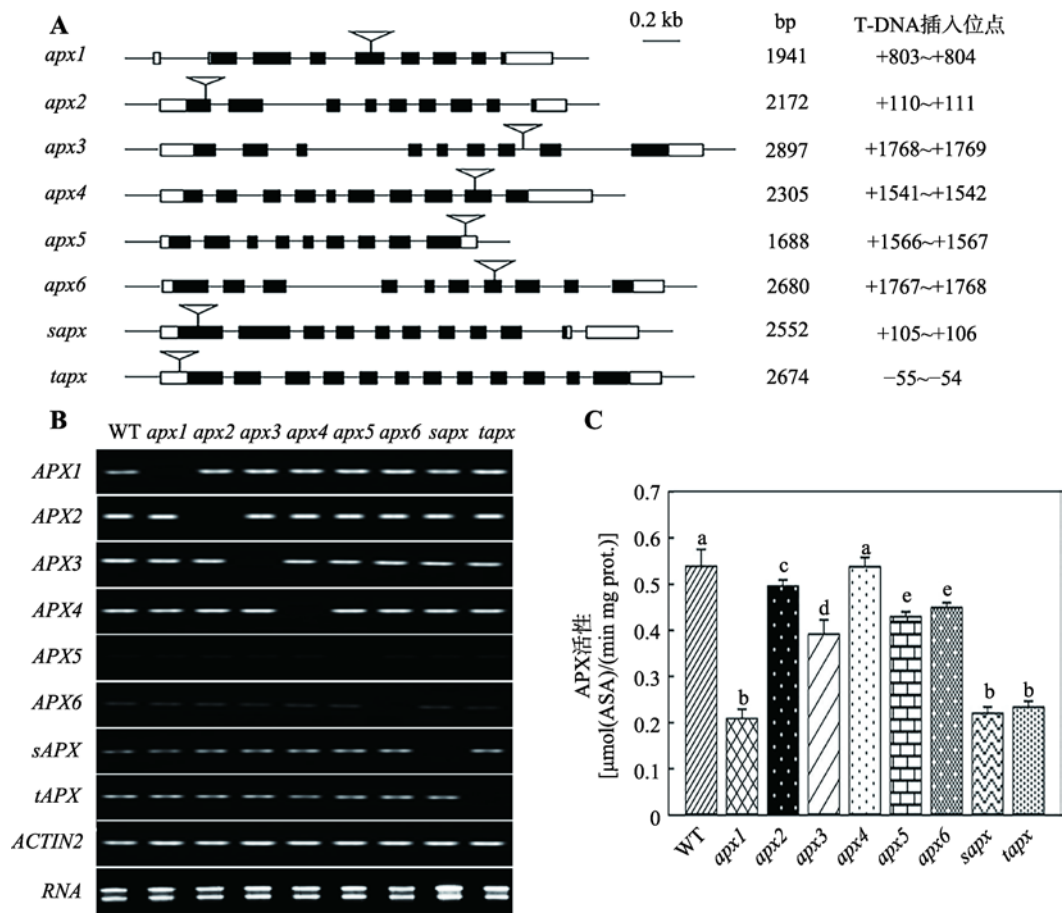 A
0.2 kb
bp
T-DNA插入位点
apx1 1941 +803~+804
apx2 2172 +110~+111
apx3 2897 +1768~+1769
apx4 2305 +1541~+1542
apx5 1688 +1566~+1567
apx6 2680 +1767~+1768
sapx 2552 +105~+106
tapx 2674 −55~−54
B
WT apx1 apx2 apx3 apx4 apx5 apx6 sapx tapx
APX1
APX2
APX3
APX4
APX5
APX6
sAPX
tAPX
ACTIN2
RNA
C
APX活性
[μmol(ASA)/(min mg prot.)]
0.7
0.6
0.5
0.4
0.3
0.2
0.1
0
a b c d a e e b b
WT apx1 apx2 apx3 apx4 apx5 apx6 sapx tapx